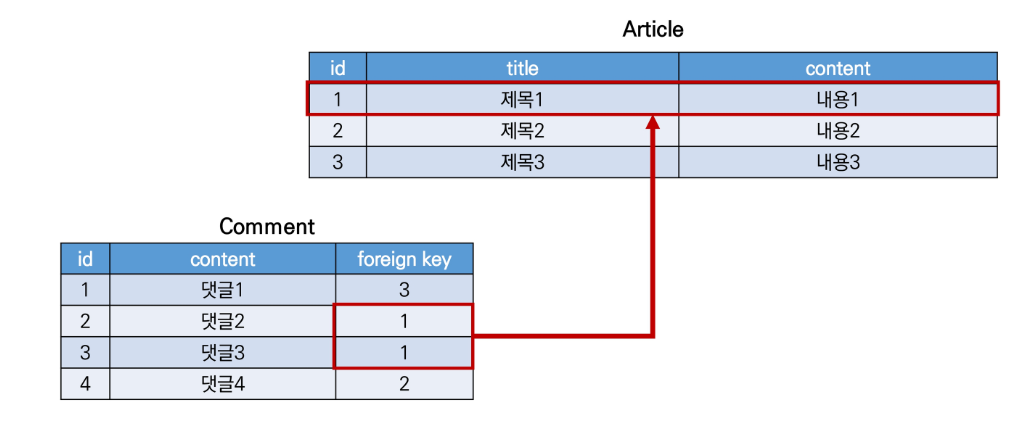 Article
id title content
1 제목1 내용1
2 제목2 내용2
3 제목3 내용3
Comment
id content foreign key
1 댓글1 3
2 댓글2 1
3 댓글3 1
4 댓글4 2